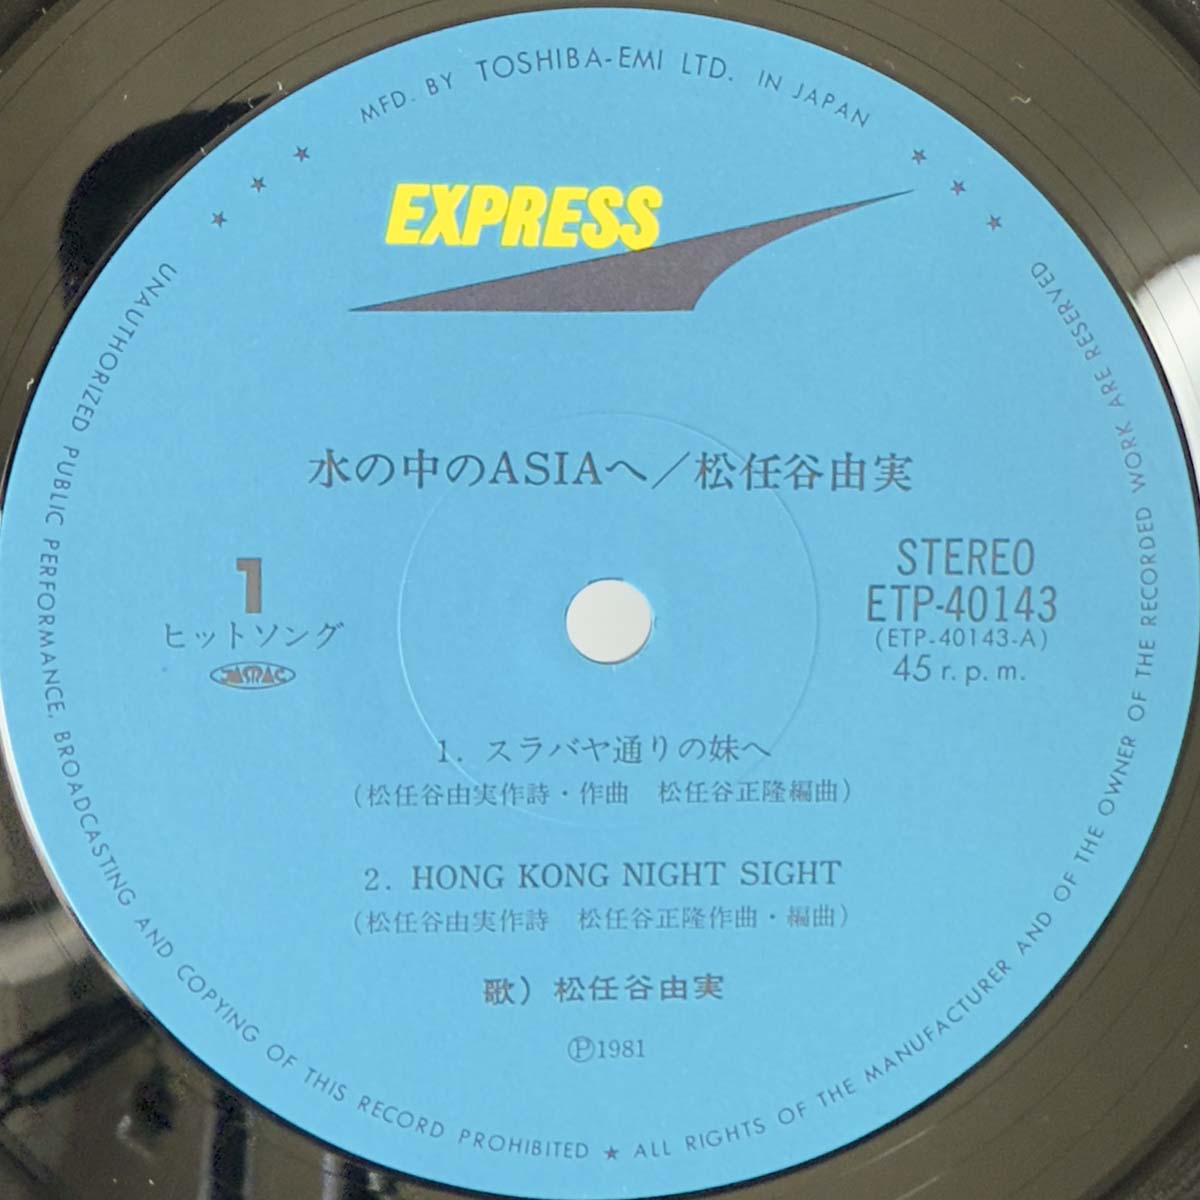 MFD. BY TOSHIBA-EMI LTD. IN JAPAN
EXPRESS
水の中のASIAへ／松任谷由実
1
ヒットソング
JASRAC
STEREO
ETP-40143
(ETP-40143-A)
45 r.p.m.
1. スラバヤ通りの妹へ
(松任谷由実作詩・作曲 松任谷正隆編曲)
2. HONG KONG NIGHT SIGHT
(松任谷由実作詩 松任谷正隆作曲・編曲)
歌) 松任谷由実
Ⓟ1981
UNAUTHORIZED PUBLIC PERFORMANCE, BROADCASTING AND COPYING OF THIS RECORD PROHIBITED ★ ALL RIGHTS OF THE MANUFACTURER AND OF THE OWNER OF THE RECORDED WORK ARE RESERVED